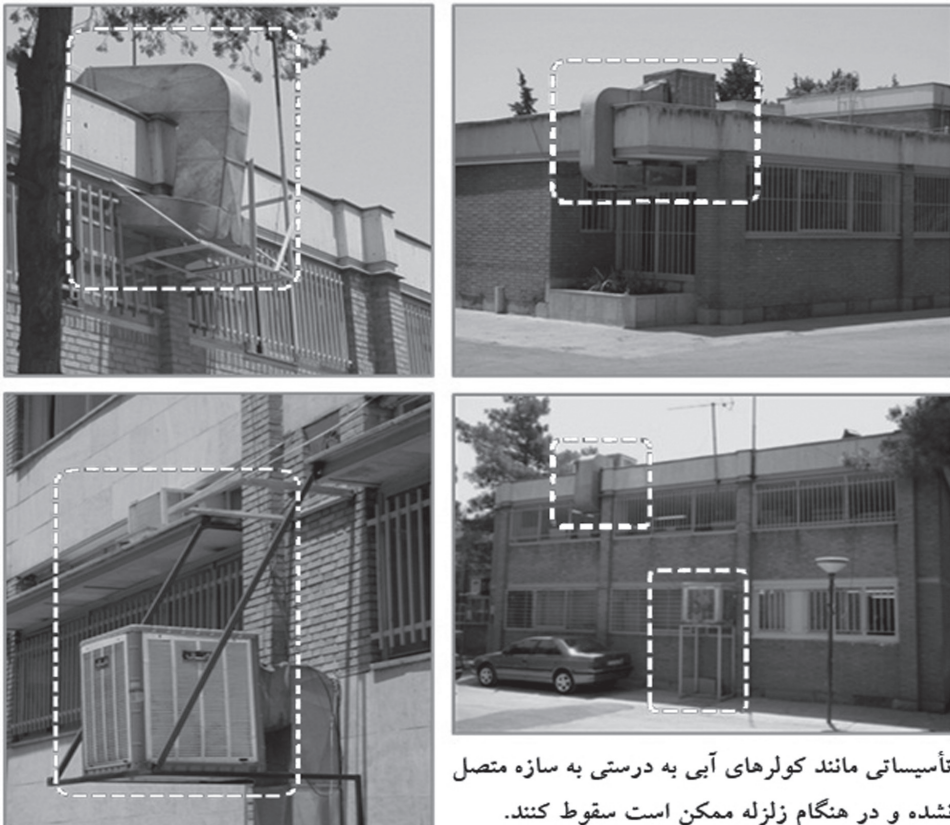 تأسیساتی مانند کولرهای آبی به درستی به سازه متصل
نشده و در هنگام زلزله ممکن است سقوط کنند.